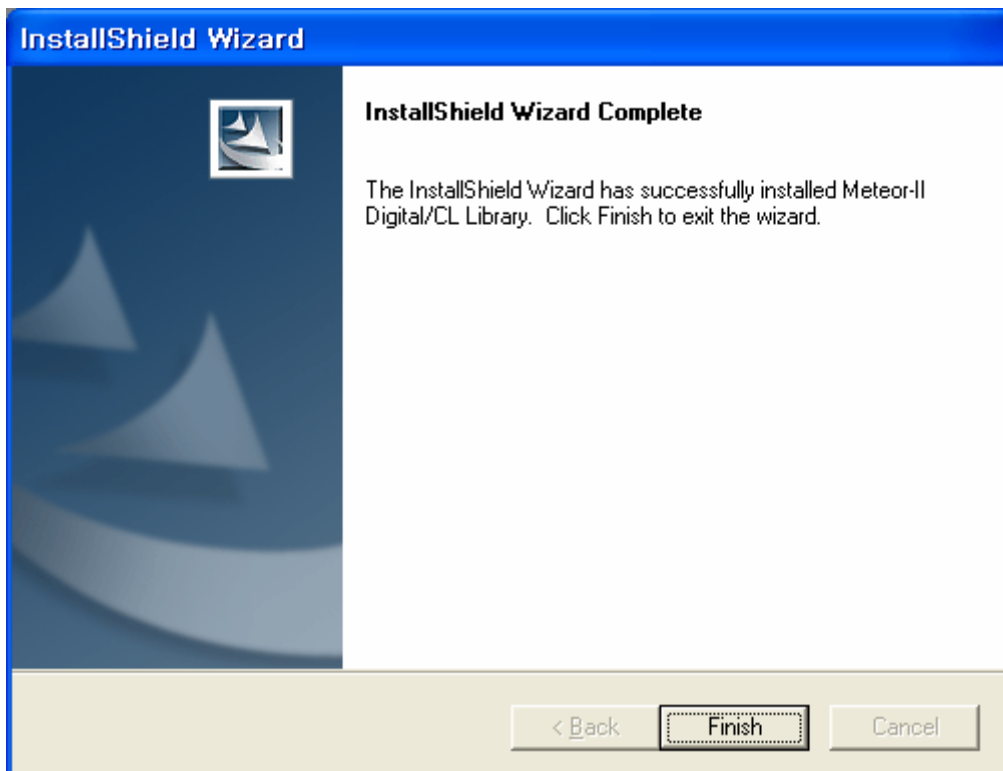 InstallShield Wizard
InstallShield Wizard Complete
The InstallShield Wizard has successfully installed Meteor-II
Digital/CL Library.  Click Finish to exit the wizard.
< Back
Finish
Cancel